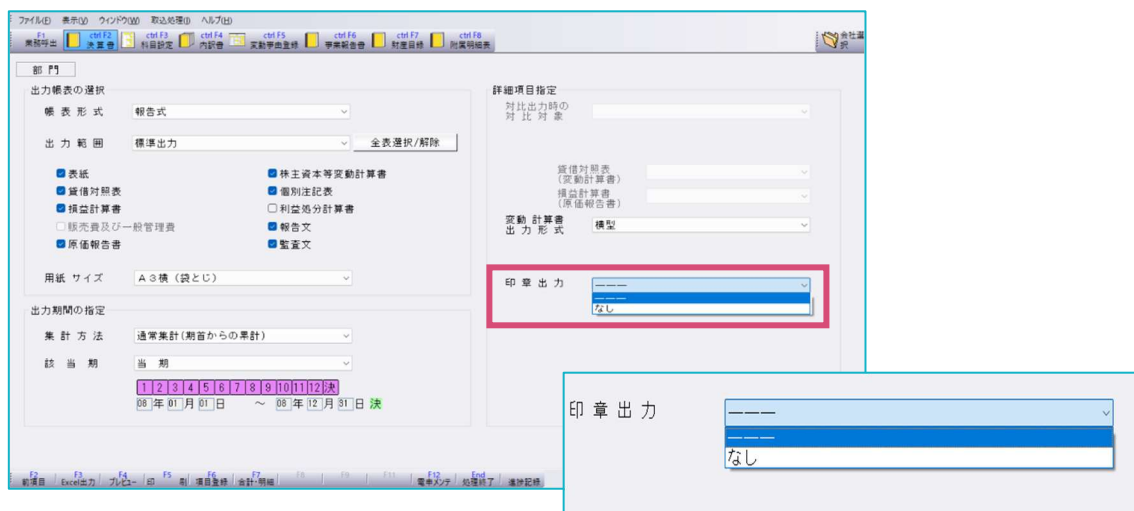 ファイル(F) 表示(V) ウィンドウ(W) 取込処理(I) ヘルプ(H)
F1 業務呼出 ctrl F2 決算書 ctrl F3 科目設定 ctrl F4 内訳書 ctrl F5 変動事由登録 ctrl F6 事業報告書 ctrl F7 財産目録 ctrl F8 附属明細表 会社選択
部門
出力帳表の選択
帳表形式 報告式
出力範囲 標準出力 全表選択/解除
表紙 株主資本等変動計算書
貸借対照表 個別注記表
損益計算書 利益処分計算書
販売費及び一般管理費 報告文
原価報告書 監査文
用紙サイズ A3横(袋とじ)
出力期間の指定
集計方法 通常集計(期首からの累計)
該当期 当 期
1 2 3 4 5 6 7 8 9 10 11 12 決
08年01月01日 ~ 08年12月31日 決
詳細項目指定
対比出力時の
対比対象
貸借対照表
(変動計算書)
損益計算書
(原価報告書)
変動計算書
出力形式 横型
印章出力 ―――
―――
なし
F2 前項目 F3 Excel出力 F4 プレビュー F5 印刷 F6 項目登録 F7 合計・明細 F8 F9 F11 F12 電卓メンテ End 処理終了 進捗記録
印章出力 ―――
―――
なし